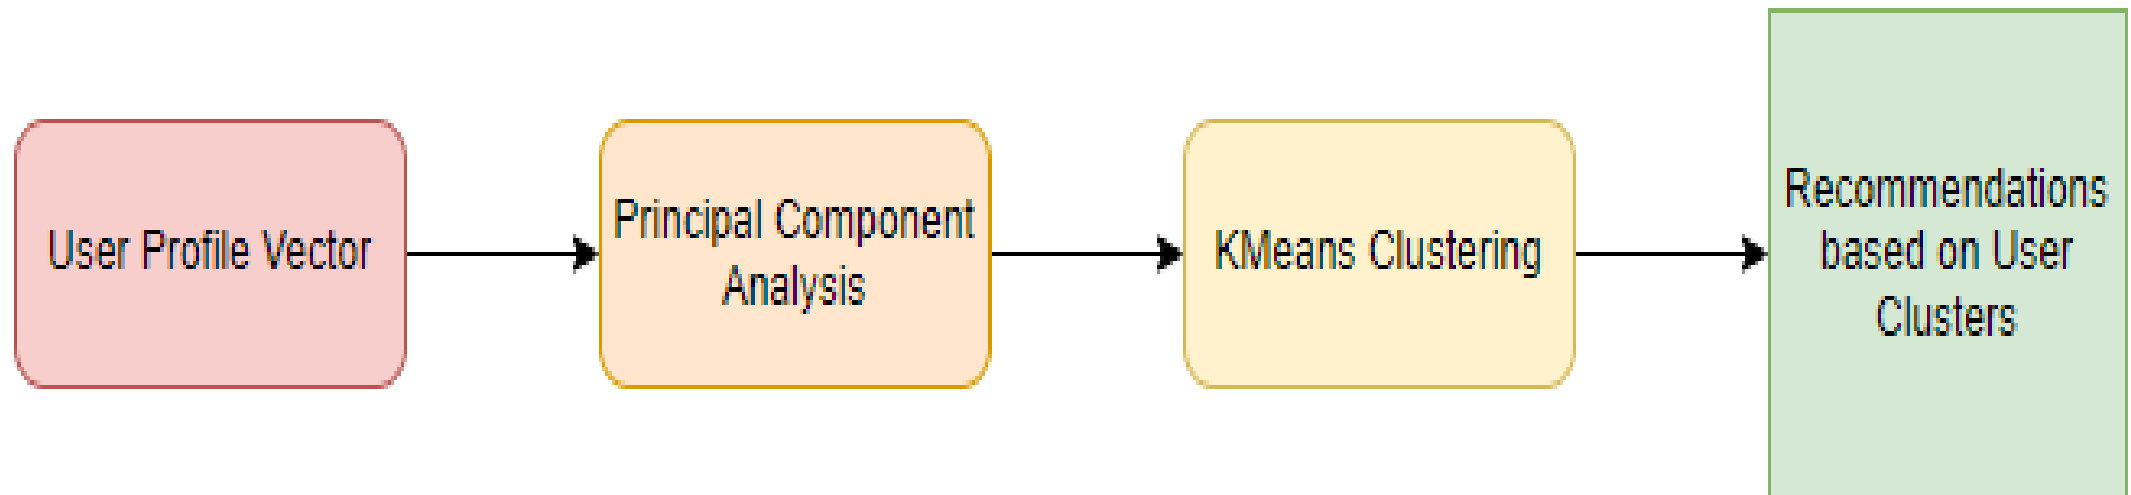 User Profile Vector
Principal Component
Analysis
KMeans Clustering
Recommendations
based on User
Clusters